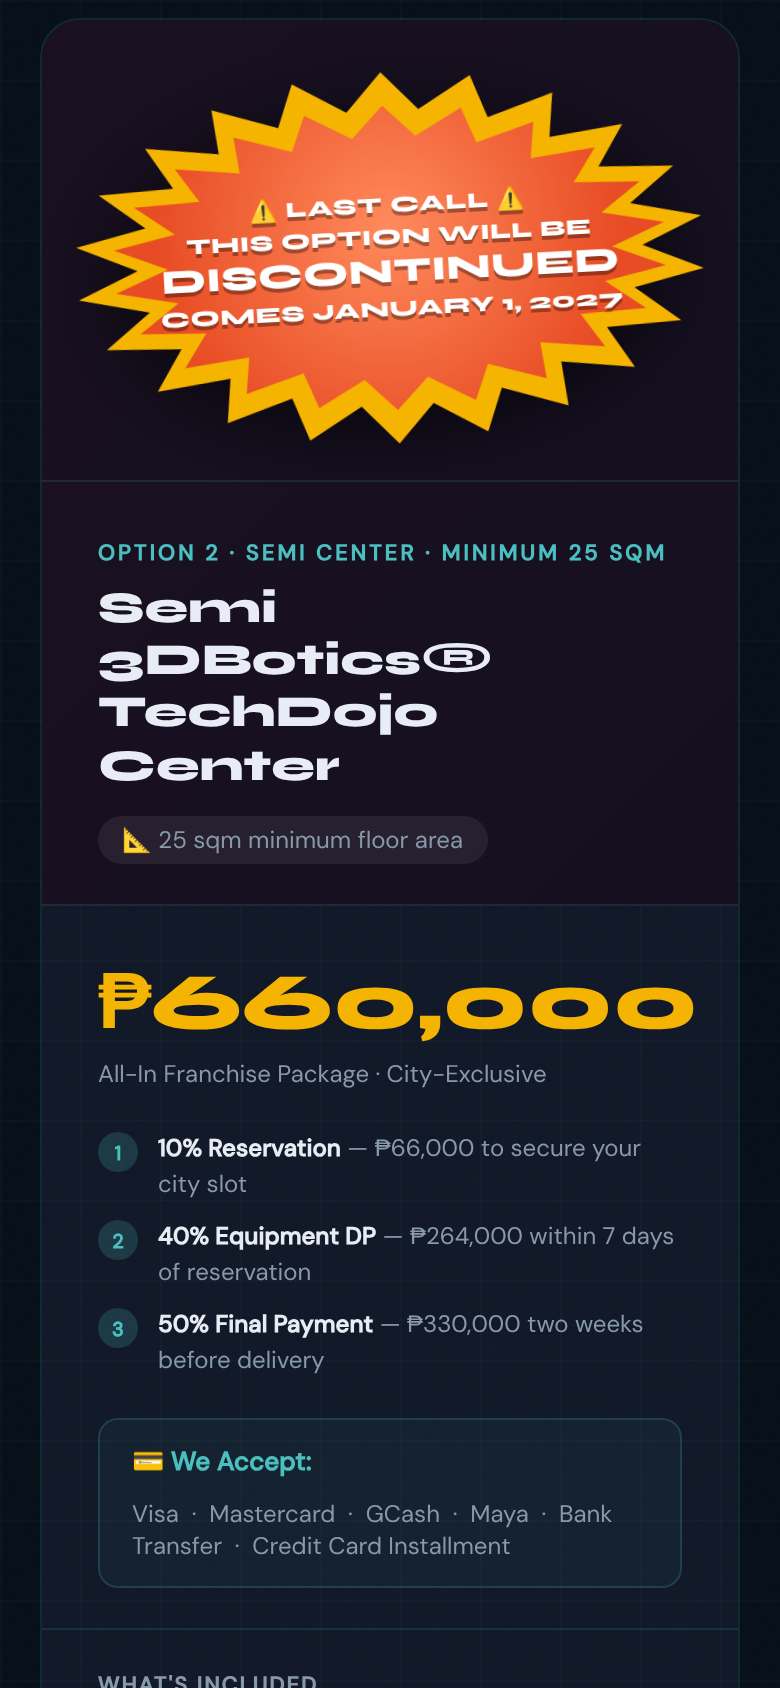 ⚠️ LAST CALL ⚠️
THIS OPTION WILL BE
DISCONTINUED
COMES JANUARY 1, 2027
OPTION 2 · SEMI CENTER · MINIMUM 25 SQM
Semi
3DBotics®
TechDojo
Center
📐 25 sqm minimum floor area
₱660,000
All-In Franchise Package · City-Exclusive
1 10% Reservation — ₱66,000 to secure your
city slot
2 40% Equipment DP — ₱264,000 within 7 days
of reservation
3 50% Final Payment — ₱330,000 two weeks
before delivery
💳 We Accept:
Visa · Mastercard · GCash · Maya · Bank
Transfer · Credit Card Installment
WHAT'S INCLUDED